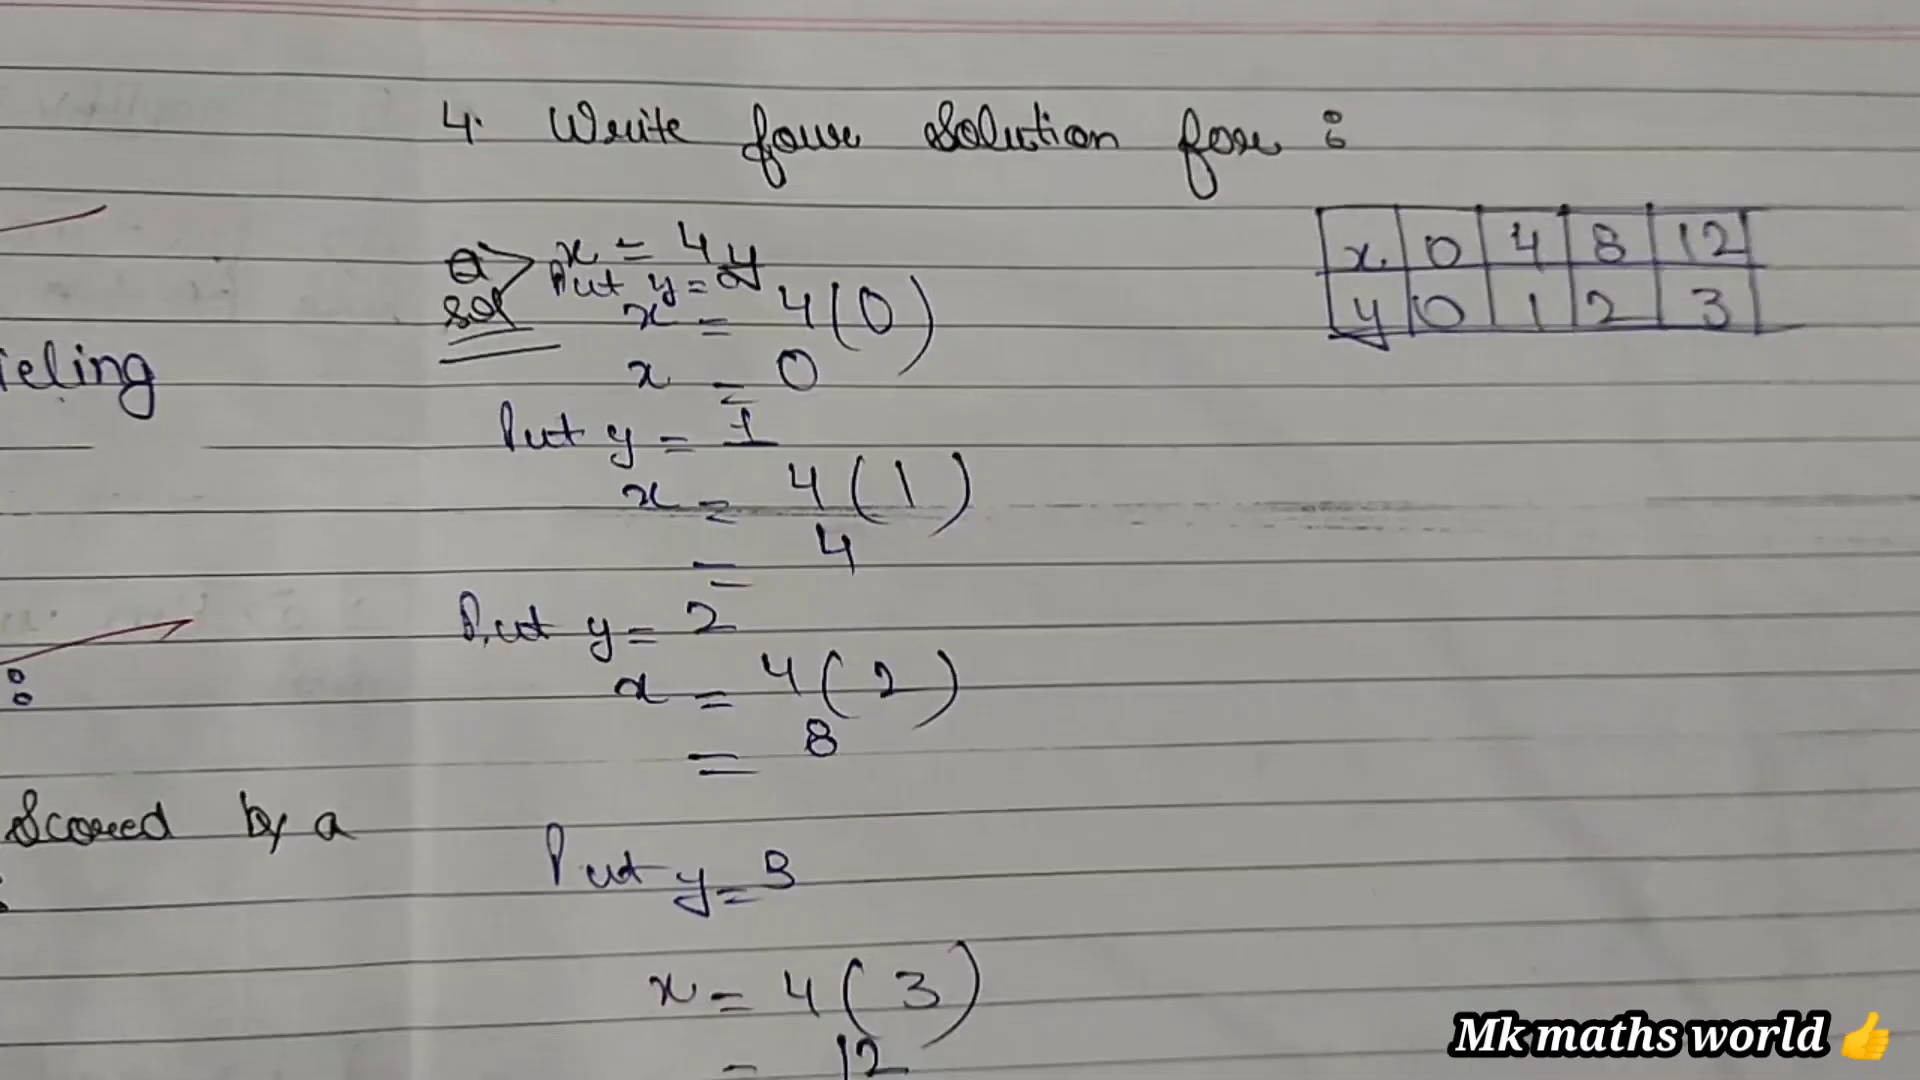 4. Write four solution for :
a> x = 4y
sol Put y = 0
x = 4(0)
x = 0
Put y = 1
x = 4(1)
= 4
Put y = 2
x = 4(2)
= 8
Put y = 3
x = 4(3)
= 12
x 0 4 8 12
y 0 1 2 3
ieling
:
Scored by a
Mk maths world 👍